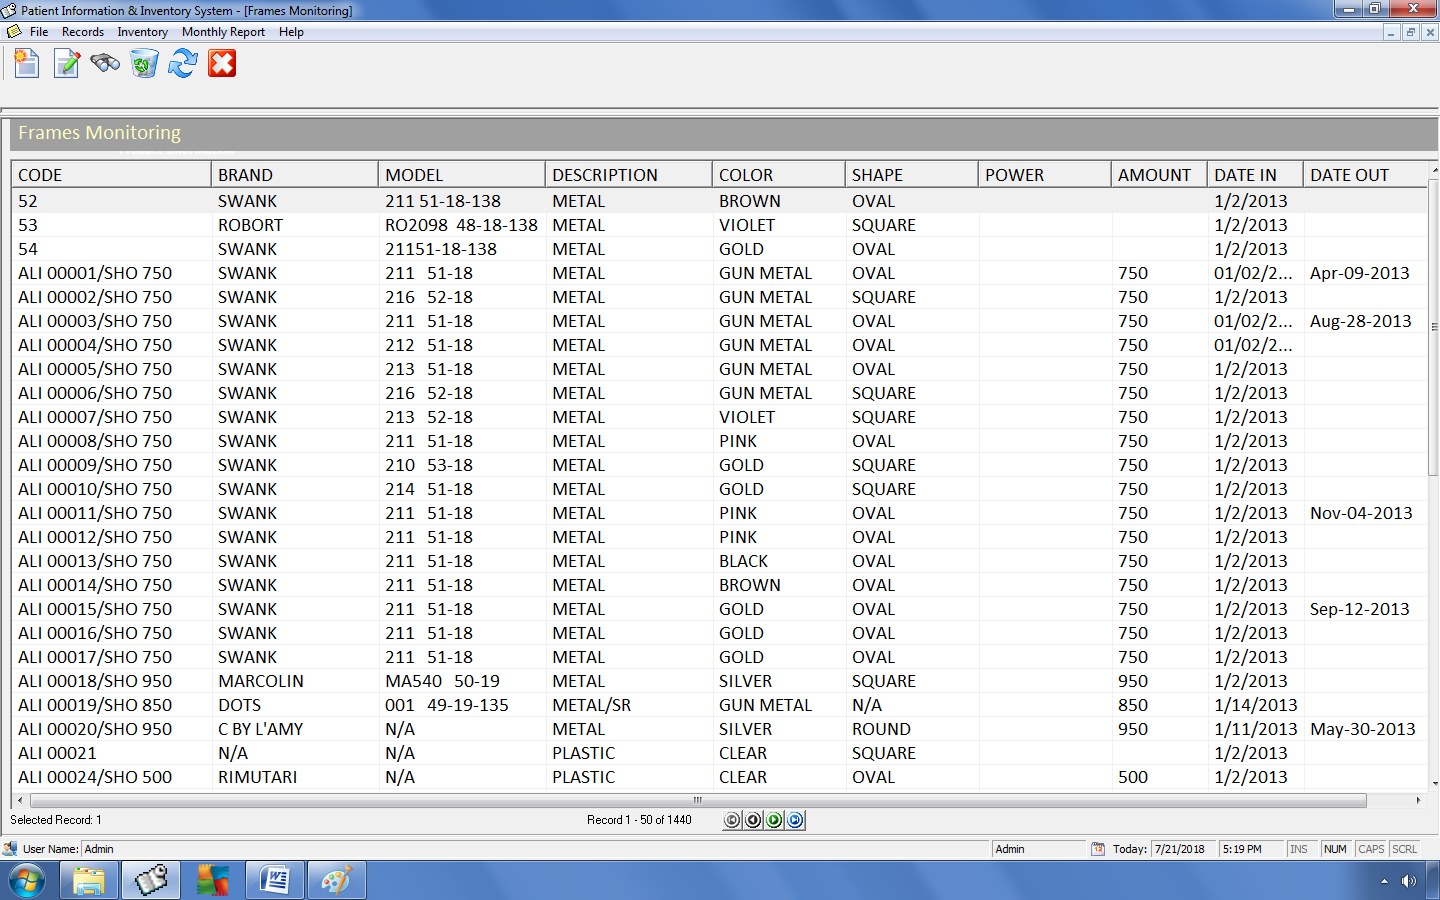 Patient Information & Inventory System - [Frames Monitoring]
File Records Inventory Monthly Report Help
Frames Monitoring
CODE BRAND MODEL DESCRIPTION COLOR SHAPE POWER AMOUNT DATE IN DATE OUT
52 SWANK 211 51-18-138 METAL BROWN OVAL 1/2/2013
53 ROBORT RO2098 48-18-138 METAL VIOLET SQUARE 1/2/2013
54 SWANK 21151-18-138 METAL GOLD OVAL 1/2/2013
ALI 00001/SHO 750 SWANK 211 51-18 METAL GUN METAL OVAL 750 01/02/2... Apr-09-2013
ALI 00002/SHO 750 SWANK 216 52-18 METAL GUN METAL SQUARE 750 1/2/2013
ALI 00003/SHO 750 SWANK 211 51-18 METAL GUN METAL OVAL 750 01/02/2... Aug-28-2013
ALI 00004/SHO 750 SWANK 212 51-18 METAL GUN METAL OVAL 750 01/02/2...
ALI 00005/SHO 750 SWANK 213 51-18 METAL GUN METAL OVAL 750 1/2/2013
ALI 00006/SHO 750 SWANK 216 52-18 METAL GUN METAL SQUARE 750 1/2/2013
ALI 00007/SHO 750 SWANK 213 52-18 METAL VIOLET SQUARE 750 1/2/2013
ALI 00008/SHO 750 SWANK 211 51-18 METAL PINK OVAL 750 1/2/2013
ALI 00009/SHO 750 SWANK 210 53-18 METAL GOLD SQUARE 750 1/2/2013
ALI 00010/SHO 750 SWANK 214 51-18 METAL GOLD SQUARE 750 1/2/2013
ALI 00011/SHO 750 SWANK 211 51-18 METAL PINK OVAL 750 1/2/2013 Nov-04-2013
ALI 00012/SHO 750 SWANK 211 51-18 METAL PINK OVAL 750 1/2/2013
ALI 00013/SHO 750 SWANK 211 51-18 METAL BLACK OVAL 750 1/2/2013
ALI 00014/SHO 750 SWANK 211 51-18 METAL BROWN OVAL 750 1/2/2013
ALI 00015/SHO 750 SWANK 211 51-18 METAL GOLD OVAL 750 1/2/2013 Sep-12-2013
ALI 00016/SHO 750 SWANK 211 51-18 METAL GOLD OVAL 750 1/2/2013
ALI 00017/SHO 750 SWANK 211 51-18 METAL GOLD OVAL 750 1/2/2013
ALI 00018/SHO 950 MARCOLIN MA540 50-19 METAL SILVER SQUARE 950 1/2/2013
ALI 00019/SHO 850 DOTS 001 49-19-135 METAL/SR GUN METAL N/A 850 1/14/2013
ALI 00020/SHO 950 C BY L'AMY N/A METAL SILVER ROUND 950 1/11/2013 May-30-2013
ALI 00021 N/A N/A PLASTIC CLEAR SQUARE 1/2/2013
ALI 00024/SHO 500 RIMUTARI N/A PLASTIC CLEAR OVAL 500 1/2/2013
Selected Record: 1 Record 1 - 50 of 1440
User Name: Admin Admin 12 Today: 7/21/2018 5:19 PM INS NUM CAPS SCRL
W